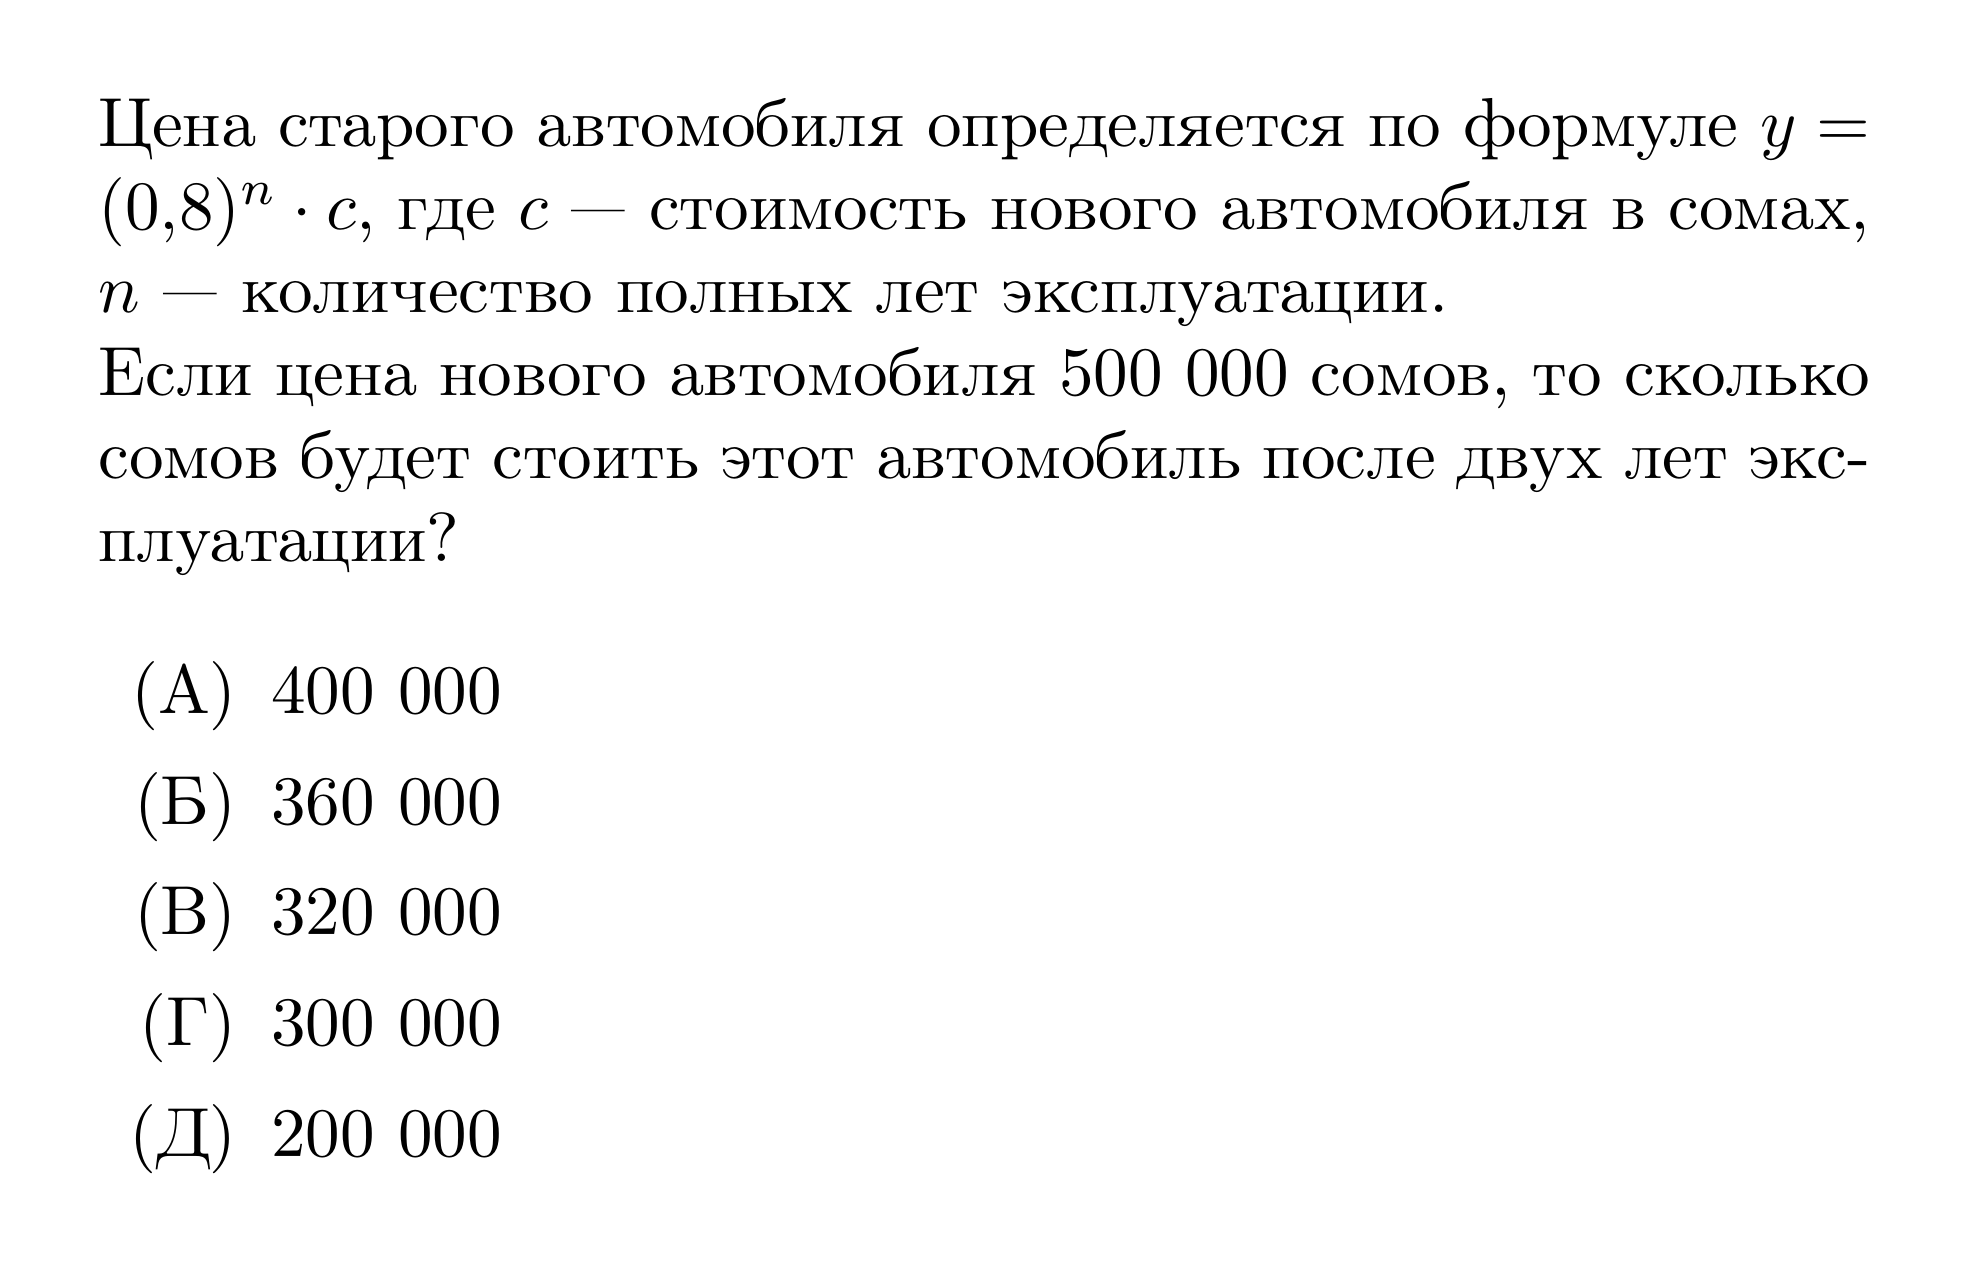 Цена старого автомобиля определяется по формуле y =
(0,8)ⁿ · c, где c — стоимость нового автомобиля в сомах,
n — количество полных лет эксплуатации.
Если цена нового автомобиля 500 000 сомов, то сколько
сомов будет стоить этот автомобиль после двух лет экс-
плуатации?
(А) 400 000
(Б) 360 000
(В) 320 000
(Г) 300 000
(Д) 200 000